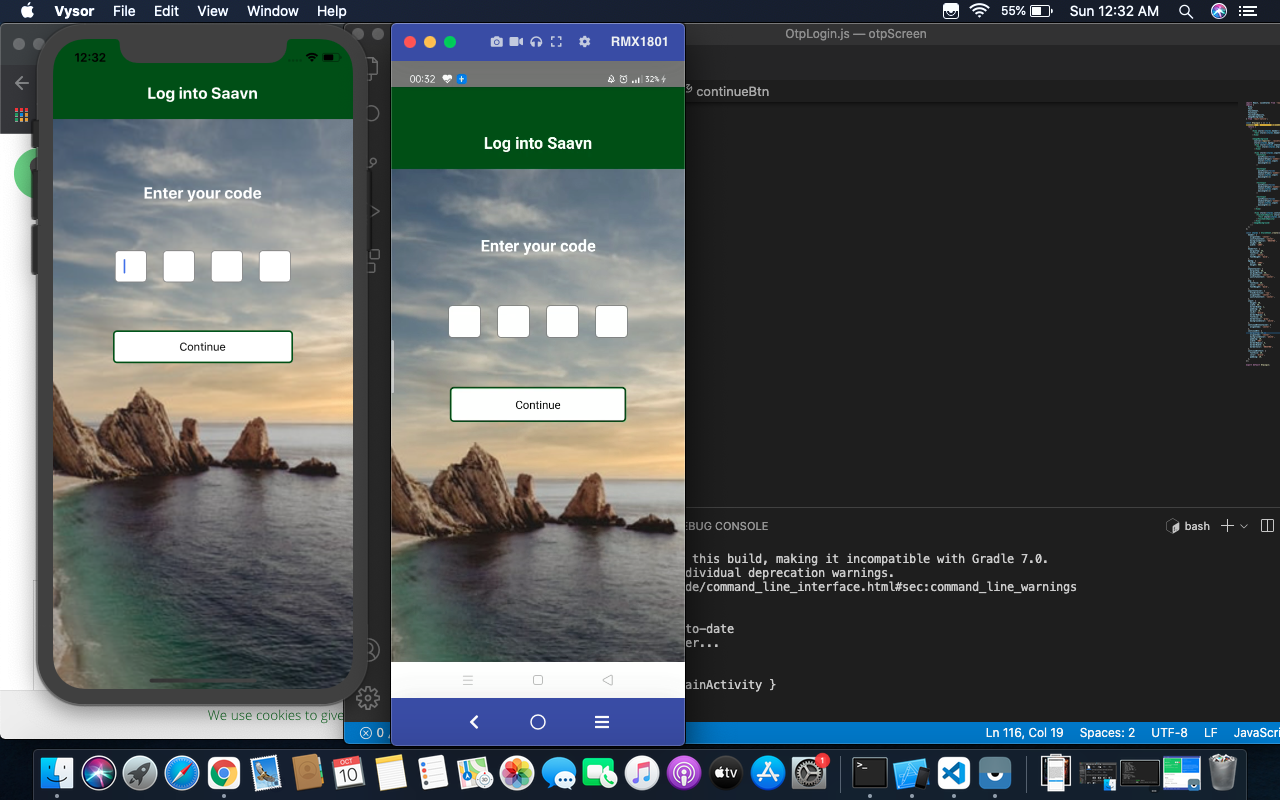 Vysor File Edit View Window Help
55% Sun 12:32 AM
OtpLogin.js — otpScreen
12:32
Log into Saavn
Enter your code
Continue
RMX1801
00:32
32%
Log into Saavn
Enter your code
Continue
continueBtn
EBUG CONSOLE
bash
this build, making it incompatible with Gradle 7.0.
dividual deprecation warnings.
de/command_line_interface.html#sec:command_line_warnings
to-date
er...
ainActivity }
We use cookies to give
0
Ln 116, Col 19 Spaces: 2 UTF-8 LF JavaScri
OCT
10
tv
1
>_